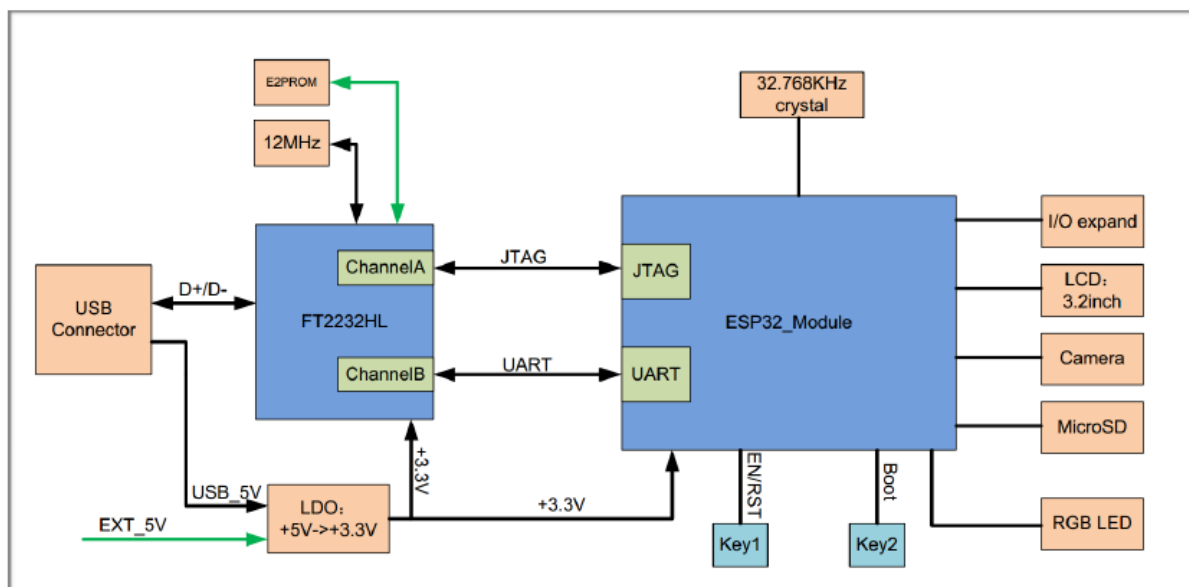 E2PROM
12MHz
32.768KHz
crystal
USB
Connector
D+/D-
FT2232HL
ChannelA
ChannelB
JTAG
UART
JTAG
UART
ESP32_Module
I/O expand
LCD：
3.2inch
Camera
MicroSD
RGB LED
EN/RST
Boot
Key1
Key2
+3.3V
+3.3V
USB_5V
EXT_5V
LDO：
+5V->+3.3V